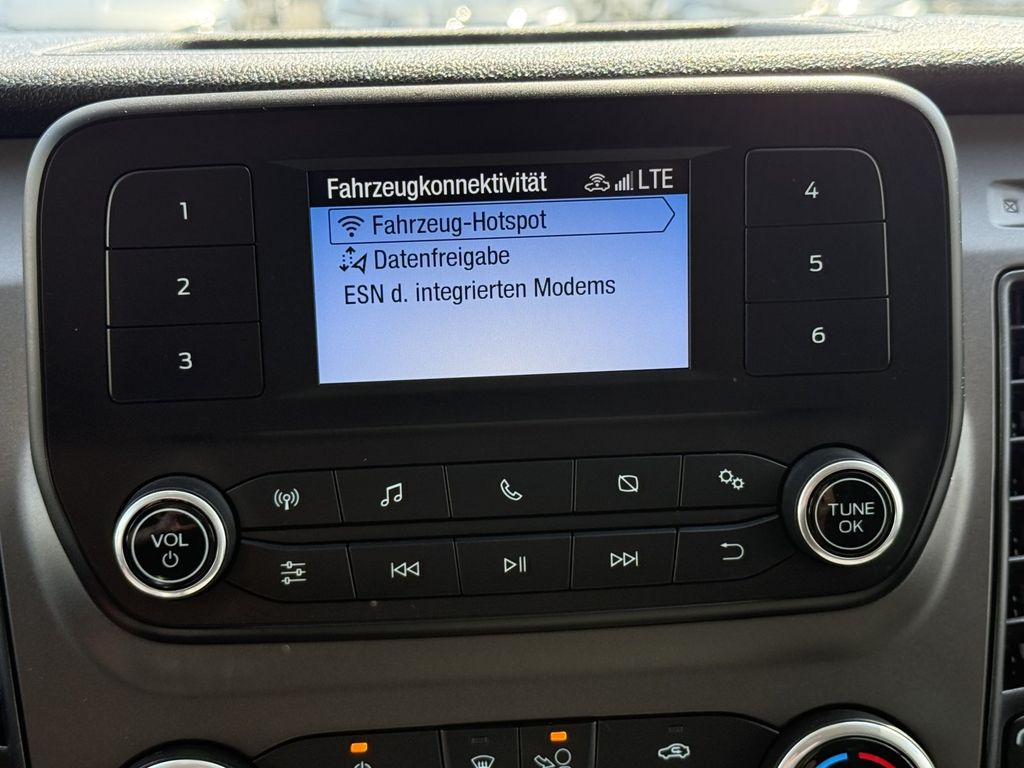 Fahrzeugkonnektivität LTE
Fahrzeug-Hotspot
Datenfreigabe
ESN d. integrierten Modems
1
2
3
4
5
6
VOL
TUNE
OK